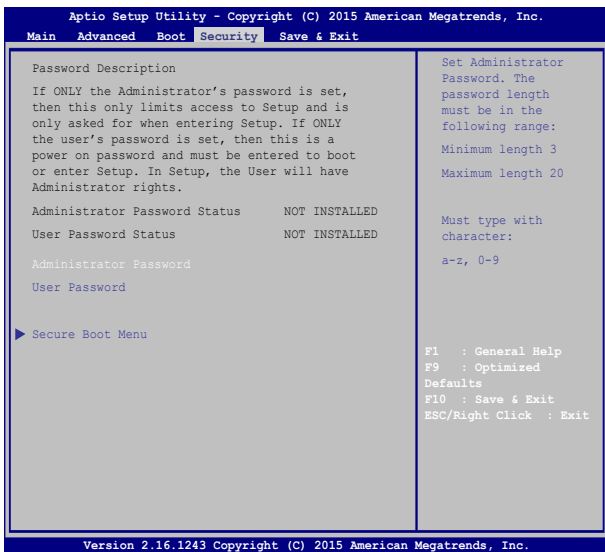 Aptio Setup Utility - Copyright (C) 2015 American Megatrends, Inc.
Main Advanced Boot Security Save & Exit
Password Description
If ONLY the Administrator's password is set,
then this only limits access to Setup and is
only asked for when entering Setup. If ONLY
the user's password is set, then this is a
power on password and must be entered to boot
or enter Setup. In Setup, the User will have
Administrator rights.
Administrator Password Status NOT INSTALLED
User Password Status NOT INSTALLED
Administrator Password
User Password
Secure Boot Menu
Set Administrator
Password. The
password length
must be in the
following range:
Minimum length 3
Maximum length 20
Must type with
character:
a-z, 0-9
F1 : General Help
F9 : Optimized
Defaults
F10 : Save & Exit
ESC/Right Click : Exit
Version 2.16.1243 Copyright (C) 2015 American Megatrends, Inc.